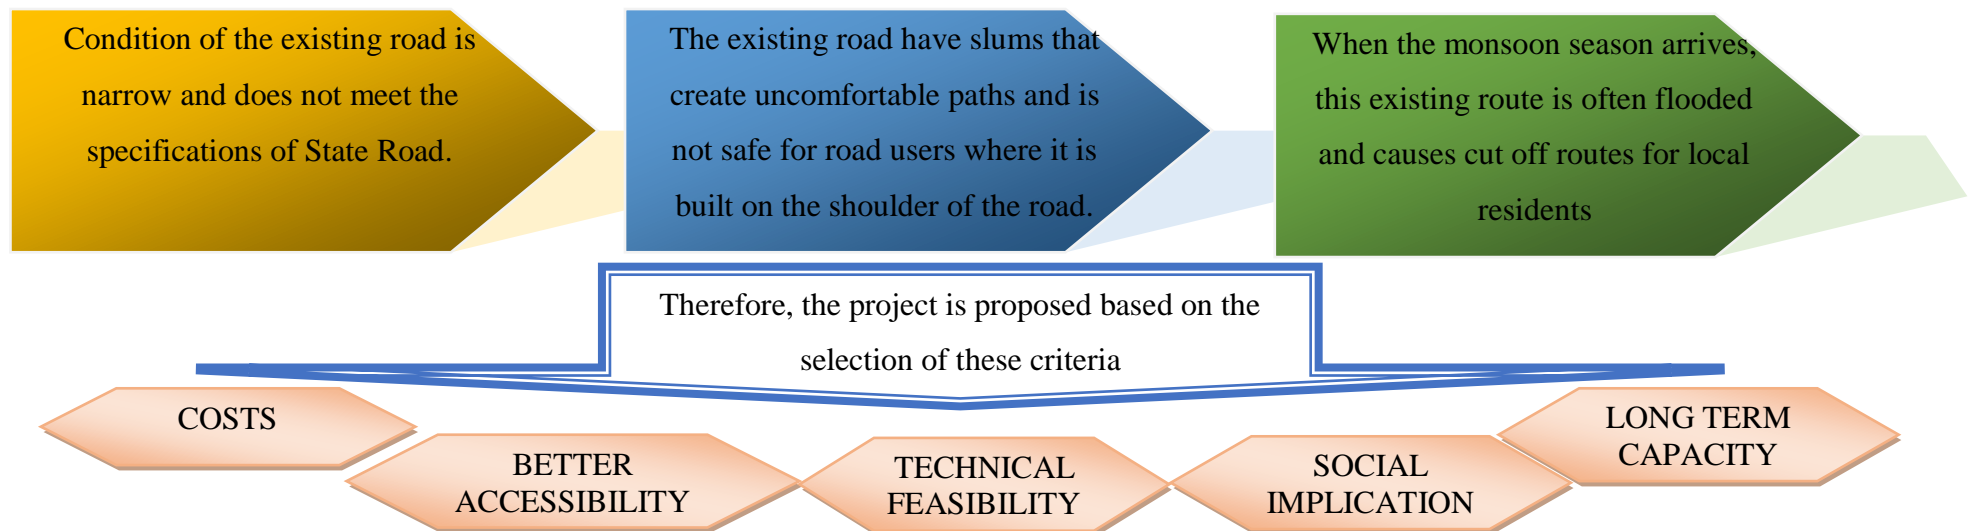 Condition of the existing road is
narrow and does not meet the
specifications of State Road.
The existing road have slums that
create uncomfortable paths and is
not safe for road users where it is
built on the shoulder of the road.
When the monsoon season arrives,
this existing route is often flooded
and causes cut off routes for local
residents
Therefore, the project is proposed based on the
selection of these criteria
COSTS
BETTER
ACCESSIBILITY
TECHNICAL
FEASIBILITY
SOCIAL
IMPLICATION
LONG TERM
CAPACITY